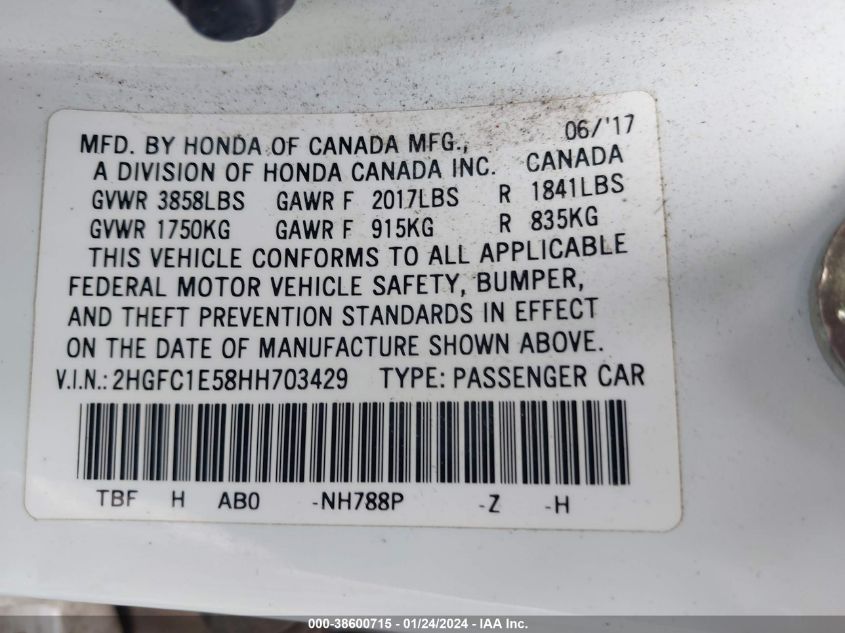 MFD. BY HONDA OF CANADA MFG., 06/'17
A DIVISION OF HONDA CANADA INC. CANADA
GVWR 3858LBS GAWR F 2017LBS R 1841LBS
GVWR 1750KG GAWR F 915KG R 835KG
THIS VEHICLE CONFORMS TO ALL APPLICABLE
FEDERAL MOTOR VEHICLE SAFETY, BUMPER,
AND THEFT PREVENTION STANDARDS IN EFFECT
ON THE DATE OF MANUFACTURE SHOWN ABOVE.
V.I.N.: 2HGFC1E58HH703429 TYPE: PASSENGER CAR
TBF H AB0 -NH788P -Z -H
000-38600715 - 01/24/2024 - IAA Inc.